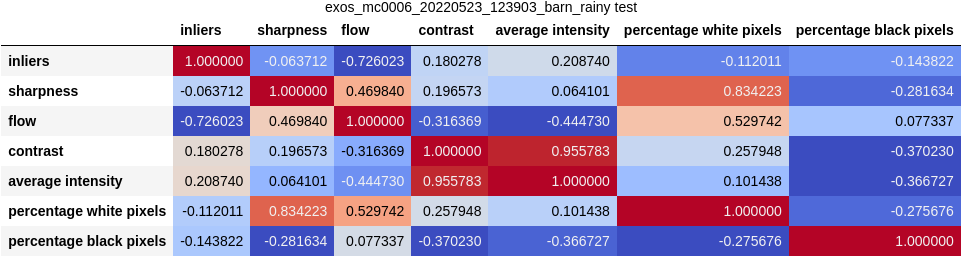 exos_mc0006_20220523_123903_barn_rainy test
inliers sharpness flow contrast average intensity percentage white pixels percentage black pixels
inliers 1.000000 -0.063712 -0.726023 0.180278 0.208740 -0.112011 -0.143822
sharpness -0.063712 1.000000 0.469840 0.196573 0.064101 0.834223 -0.281634
flow -0.726023 0.469840 1.000000 -0.316369 -0.444730 0.529742 0.077337
contrast 0.180278 0.196573 -0.316369 1.000000 0.955783 0.257948 -0.370230
average intensity 0.208740 0.064101 -0.444730 0.955783 1.000000 0.101438 -0.366727
percentage white pixels -0.112011 0.834223 0.529742 0.257948 0.101438 1.000000 -0.275676
percentage black pixels -0.143822 -0.281634 0.077337 -0.370230 -0.366727 -0.275676 1.000000